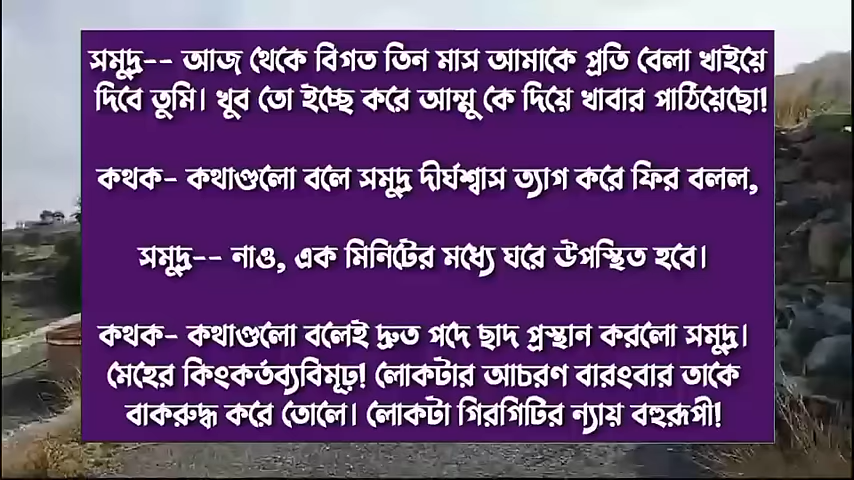 সমুদ্র-- আজ থেকে বিগত তিন মাস আমাকে প্রতি বেলা খাইয়ে
দিবে তুমি। খুব তো ইচ্ছে করে আম্মু কে দিয়ে খাবার পাঠিয়েছো!
কথক- কথাগুলো বলে সমুদ্র দীর্ঘশ্বাস ত্যাগ করে ফির বলল,
সমুদ্র-- নাও, এক মিনিটের মধ্যে ঘরে উপস্থিত হবে।
কথক- কথাগুলো বলেই দ্রুত পদে ছাদ প্রস্থান করলো সমুদ্র।
মেহের কিংকর্তব্যবিমূঢ়! লোকটার আচরণ বারংবার তাকে
বাকরুদ্ধ করে তোলে। লোকটা গিরগিটির ন্যায় বহুরূপী!